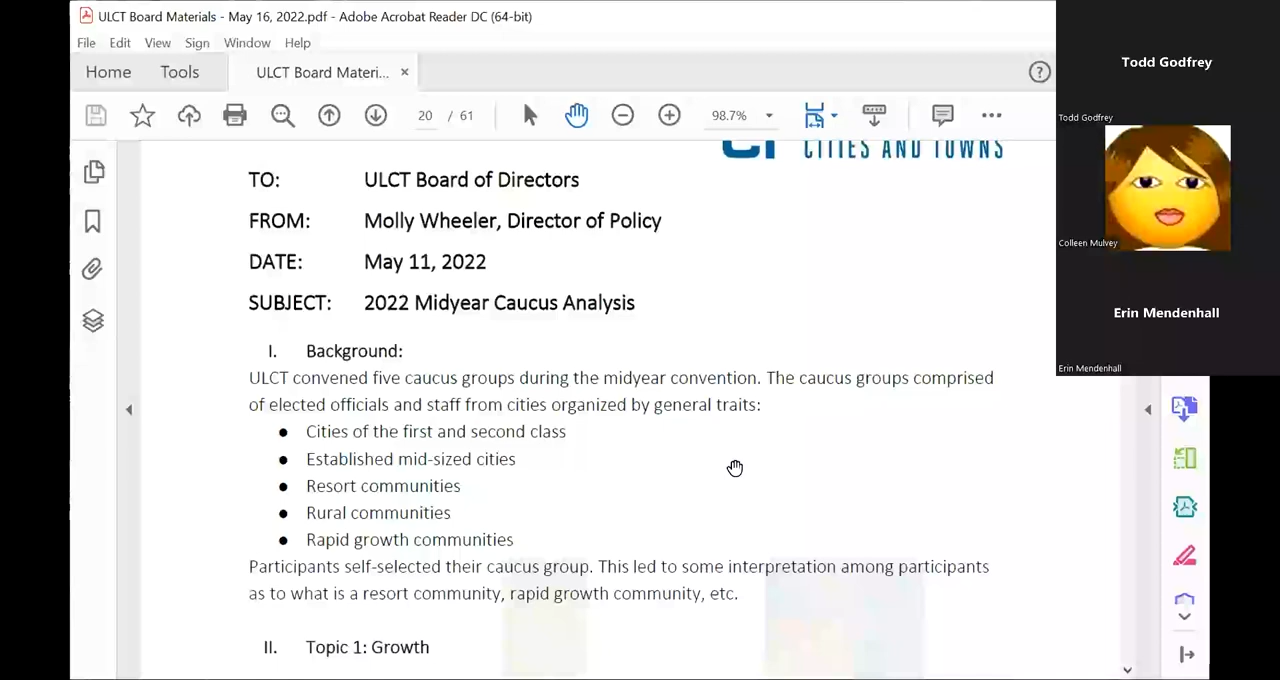 ULCT Board Materials - May 16, 2022.pdf - Adobe Acrobat Reader DC (64-bit)
File Edit View Sign Window Help
Home Tools ULCT Board Materi... ×
20 / 61 98.7%
CITIES AND TOWNS
TO: ULCT Board of Directors
FROM: Molly Wheeler, Director of Policy
DATE: May 11, 2022
SUBJECT: 2022 Midyear Caucus Analysis
I. Background:
ULCT convened five caucus groups during the midyear convention. The caucus groups comprised
of elected officials and staff from cities organized by general traits:
● Cities of the first and second class
● Established mid-sized cities
● Resort communities
● Rural communities
● Rapid growth communities
Participants self-selected their caucus group. This led to some interpretation among participants
as to what is a resort community, rapid growth community, etc.
II. Topic 1: Growth
Todd Godfrey
Todd Godfrey
Colleen Mulvey
Erin Mendenhall
Erin Mendenhall